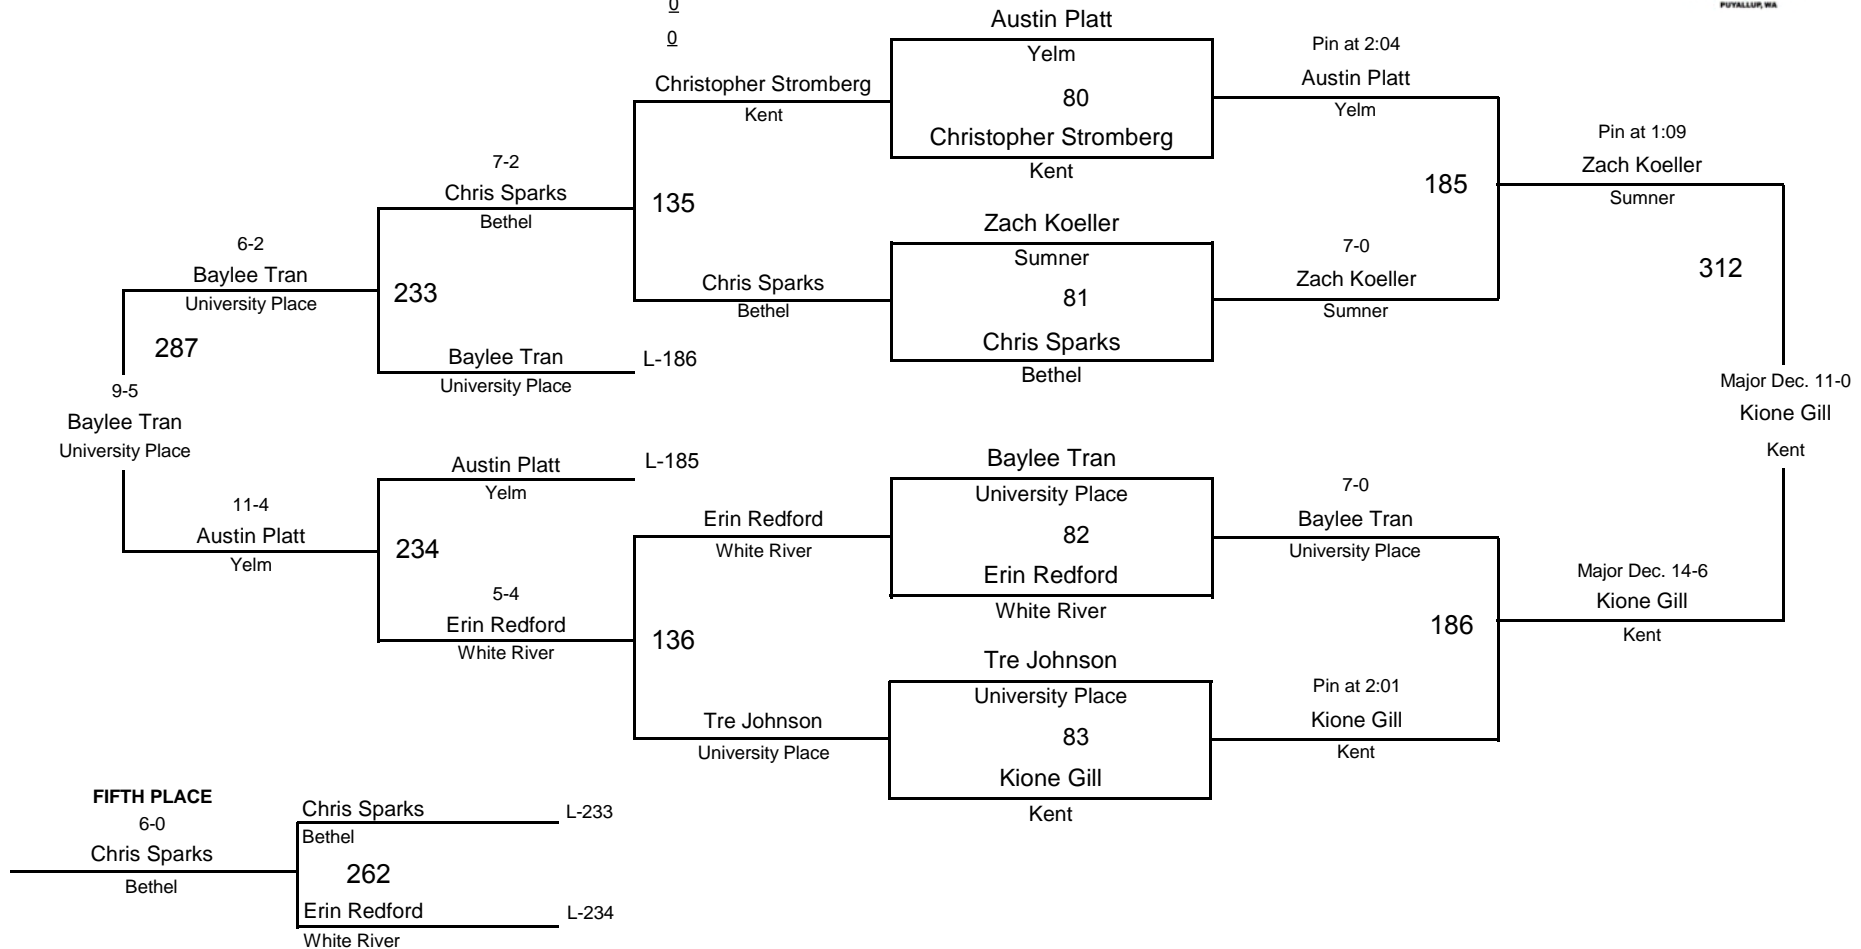 0
PUYALLUP, WA
0
Austin Platt
Yelm
Pin at 2:04
Austin Platt
Yelm
Christopher Stromberg
Kent
80
Christopher Stromberg
Kent
Pin at 1:09
Zach Koeller
Sumner
7-2
Chris Sparks
Bethel
135
185
Zach Koeller
Sumner
7-0
Zach Koeller
Sumner
6-2
Baylee Tran
University Place
233
Chris Sparks
Bethel
81
312
Chris Sparks
Bethel
287
Baylee Tran
University Place
L-186
9-5
Baylee Tran
University Place
Major Dec. 11-0
Kione Gill
Kent
Austin Platt
Yelm
L-185
Baylee Tran
University Place
7-0
Baylee Tran
University Place
11-4
Austin Platt
Yelm
234
Erin Redford
White River
82
Erin Redford
White River
5-4
Erin Redford
White River
136
186
Major Dec. 14-6
Kione Gill
Kent
Tre Johnson
University Place
Pin at 2:01
Kione Gill
Kent
Tre Johnson
University Place
83
Kione Gill
Kent
FIFTH PLACE
6-0
Chris Sparks
Bethel
Chris Sparks
Bethel
L-233
262
Erin Redford
White River
L-234